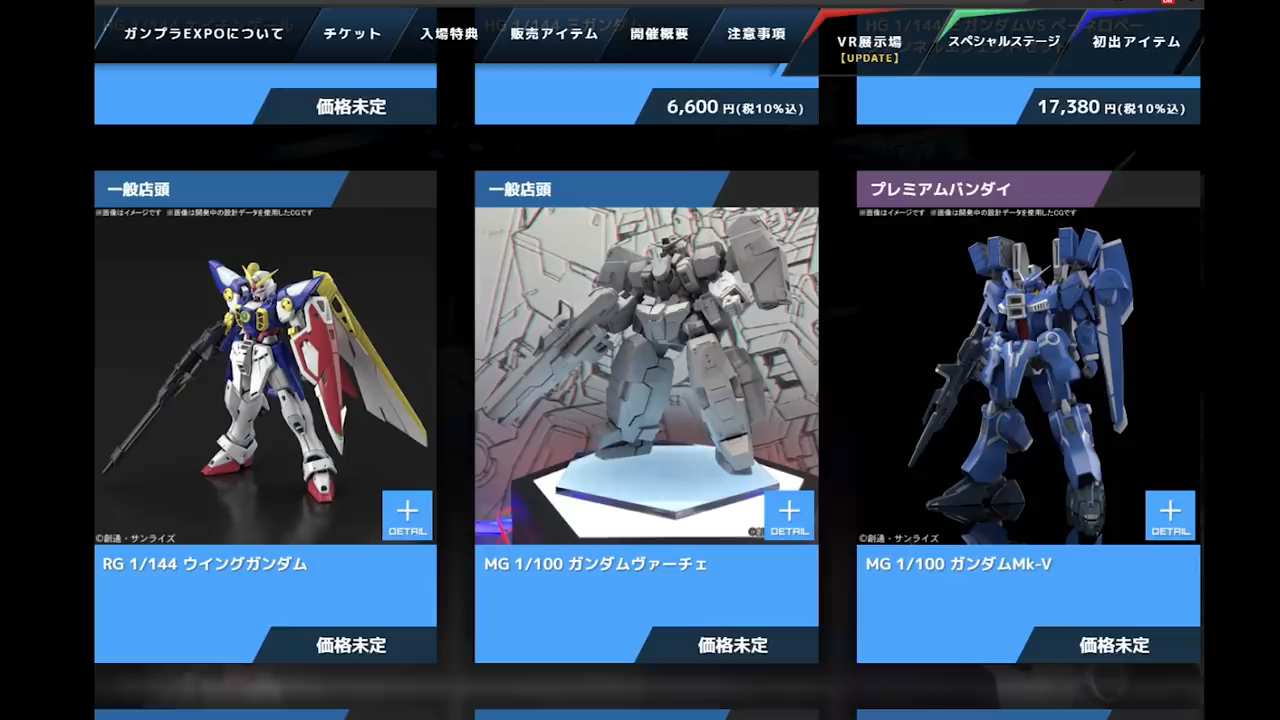 HG 1/144
ガンプラEXPOについて
チケット
入場特典
販売アイテム
開催概要
注意事項
VR展示場
【UPDATE】
スペシャルステージ
初出アイテム
価格未定
6,600 円(税10%込)
17,380 円(税10%込)
一般店頭
※画像はイメージです ※画像は開発中の設計データを使用したCGです
©創通・サンライズ
+
DETAIL
RG 1/144 ウイングガンダム
価格未定
一般店頭
+
DETAIL
MG 1/100 ガンダムヴァーチェ
価格未定
プレミアムバンダイ
※画像はイメージです ※画像は開発中の設計データを使用したCGです
©創通・サンライズ
+
DETAIL
MG 1/100 ガンダムMk-V
価格未定